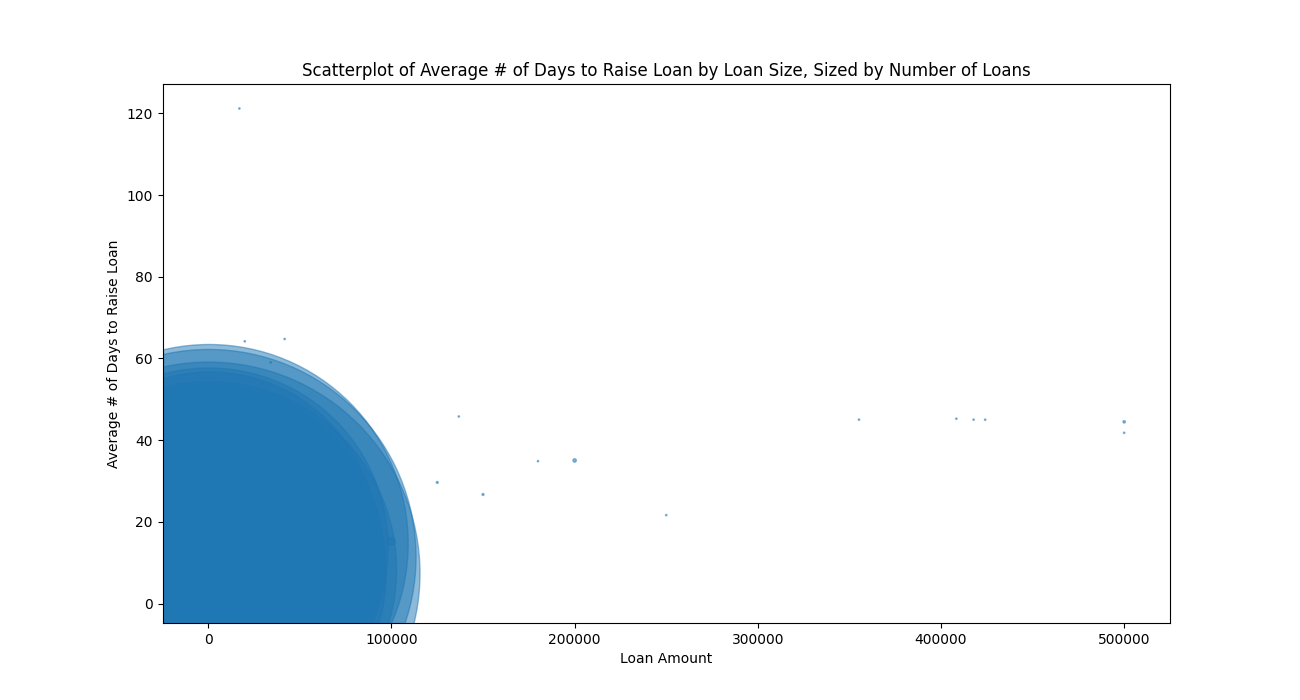 Scatterplot of Average # of Days to Raise Loan by Loan Size, Sized by Number of Loans
120
100
80
60
40
20
0
Average # of Days to Raise Loan
0 100000 200000 300000 400000 500000
Loan Amount